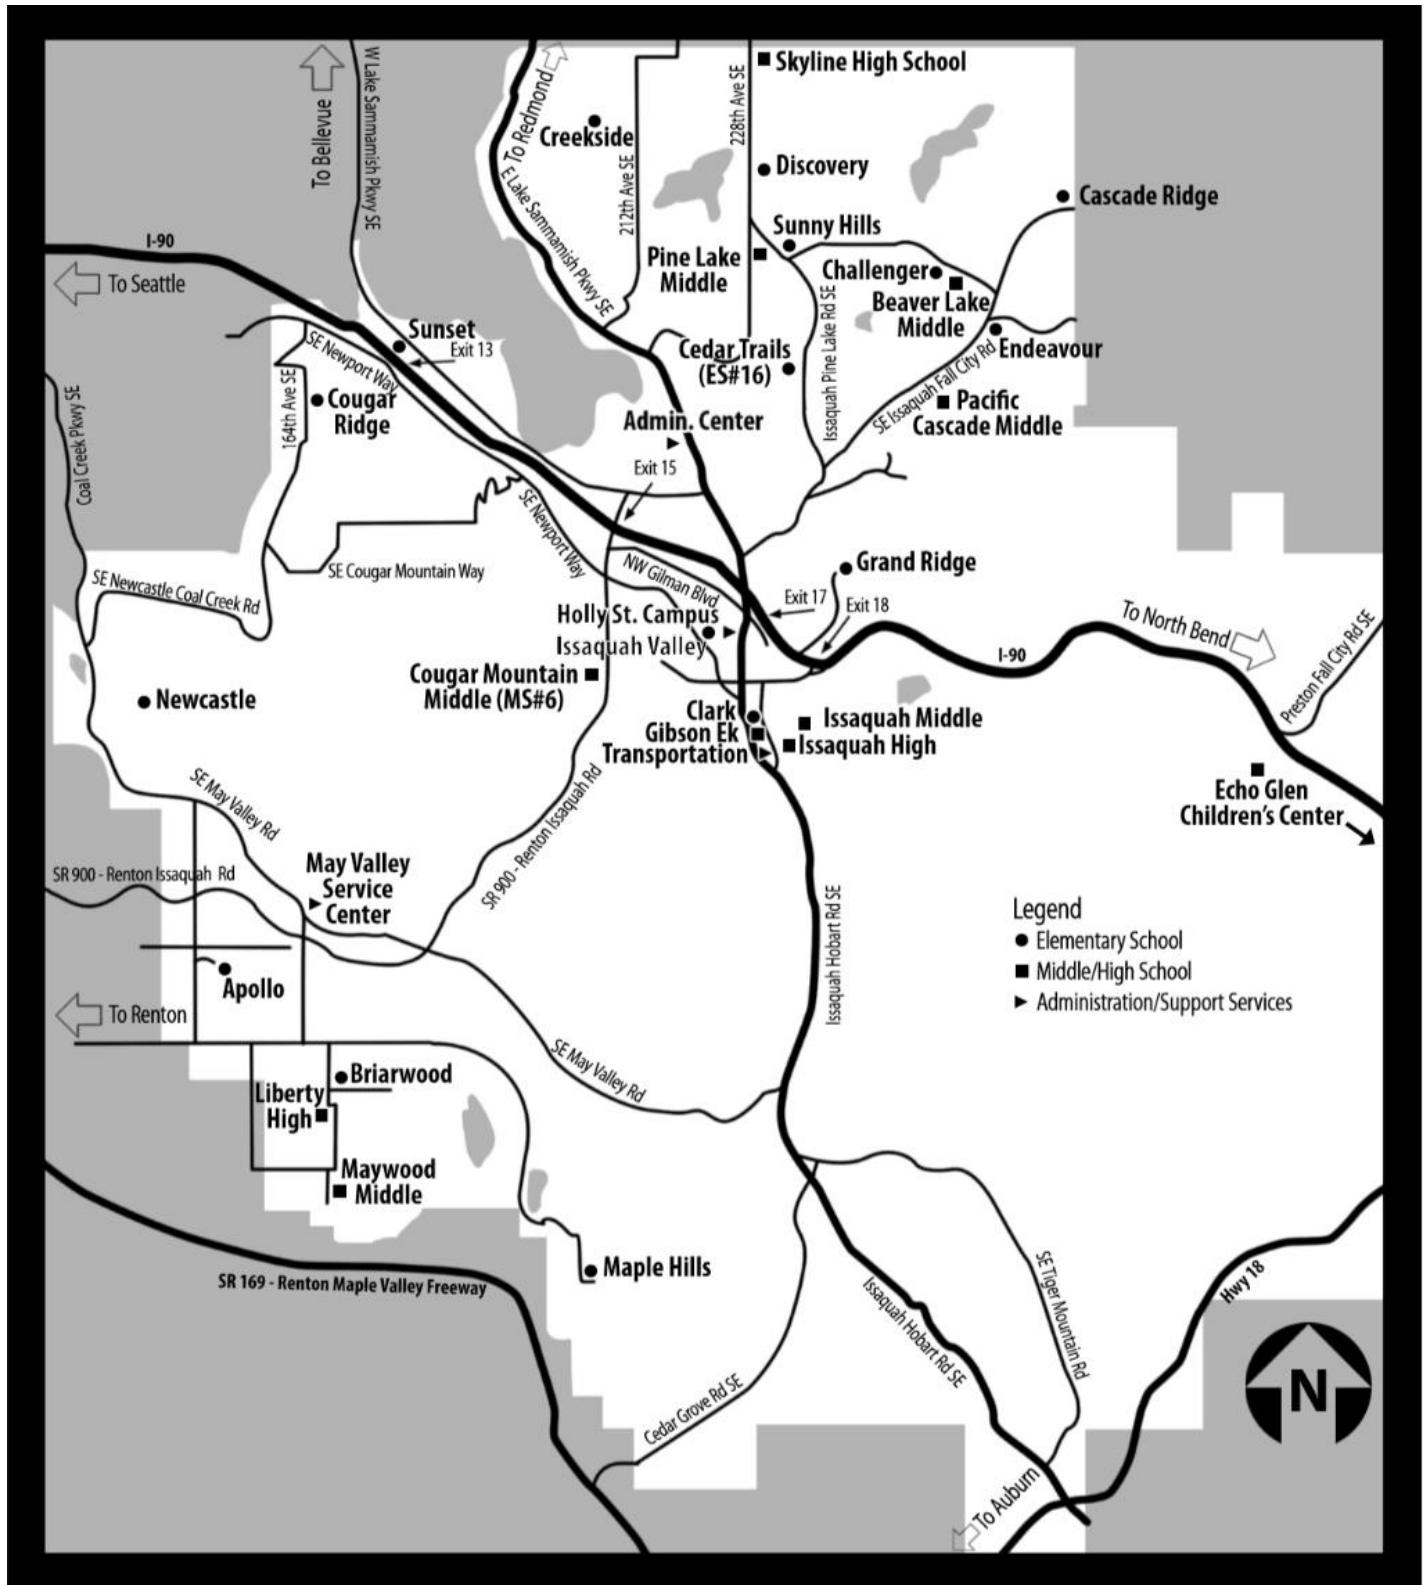 Skyline High School
W Lake Sammamish Pkwy SE
To Bellevue
To Redmond
228th Ave SE
Creekside
Discovery
212th Ave SE
E Lake Sammamish Pkwy SE
Cascade Ridge
Sunny Hills
I-90
To Seattle
Pine Lake
Middle
Challenger
Beaver Lake
Middle
Issaquah Pine Lake Rd SE
Sunset
Exit 13
SE Newport Way
Cedar Trails
(ES#16)
Endeavour
SE Issaquah Fall City Rd
Cougar
Ridge
164th Ave SE
Coal Creek Pkwy SE
Pacific
Cascade Middle
Admin. Center
Exit 15
SE Newport Way
SE Cougar Mountain Way
SE Newcastle Coal Creek Rd
NW Gilman Blvd
Grand Ridge
Exit 17
Exit 18
Holly St. Campus
Issaquah Valley
To North Bend
I-90
Preston Fall City Rd SE
Cougar Mountain
Middle (MS#6)
Newcastle
Clark
Gibson Ek
Transportation
Issaquah Middle
Issaquah High
Echo Glen
Children's Center
SE May Valley Rd
SR 900 - Renton Issaquah Rd
SR 900 - Renton Issaquah Rd
May Valley
Service
Center
Issaquah Hobart Rd SE
Legend
Elementary School
Middle/High School
Administration/Support Services
Apollo
To Renton
SE May Valley Rd
Briarwood
Liberty
High
Maywood
Middle
Maple Hills
SR 169 - Renton Maple Valley Freeway
Issaquah Hobart Rd SE
SE Tiger Mountain Rd
Hwy 18
Cedar Grove Rd SE
To Auburn
N